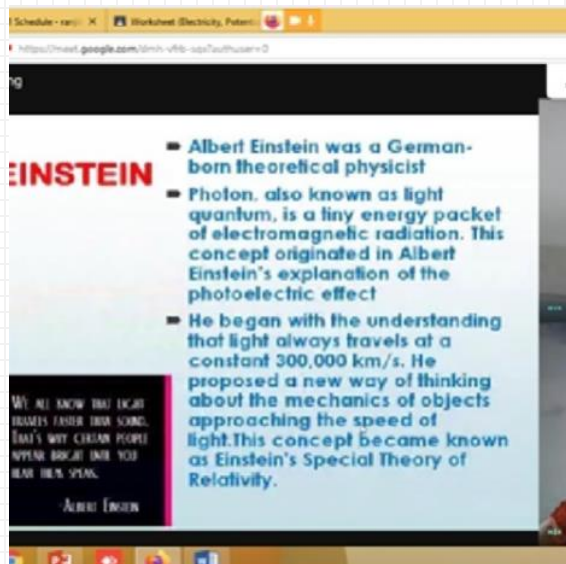 Schedule - ran
Worksheet (Electricity, Potent
https://meet.google.com/
ng
EINSTEIN
Albert Einstein was a German-
born theoretical physicist
Photon, also known as light
quantum, is a tiny energy packet
of electromagnetic radiation. This
concept originated in Albert
Einstein's explanation of the
photoelectric effect
He began with the understanding
that light always travels at a
constant 300,000 km/s. He
proposed a new way of thinking
about the mechanics of objects
approaching the speed of
light.This concept became known
as Einstein's Special Theory of
Relativity.
WE ALL KNOW THAT LIGHT
TRAVELS FASTER THAN SOUND.
THAT'S WHY CERTAIN PEOPLE
APPEAR BRIGHT UNTIL YOU
HEAR THEM SPEAK.
-ALBERT EINSTEIN